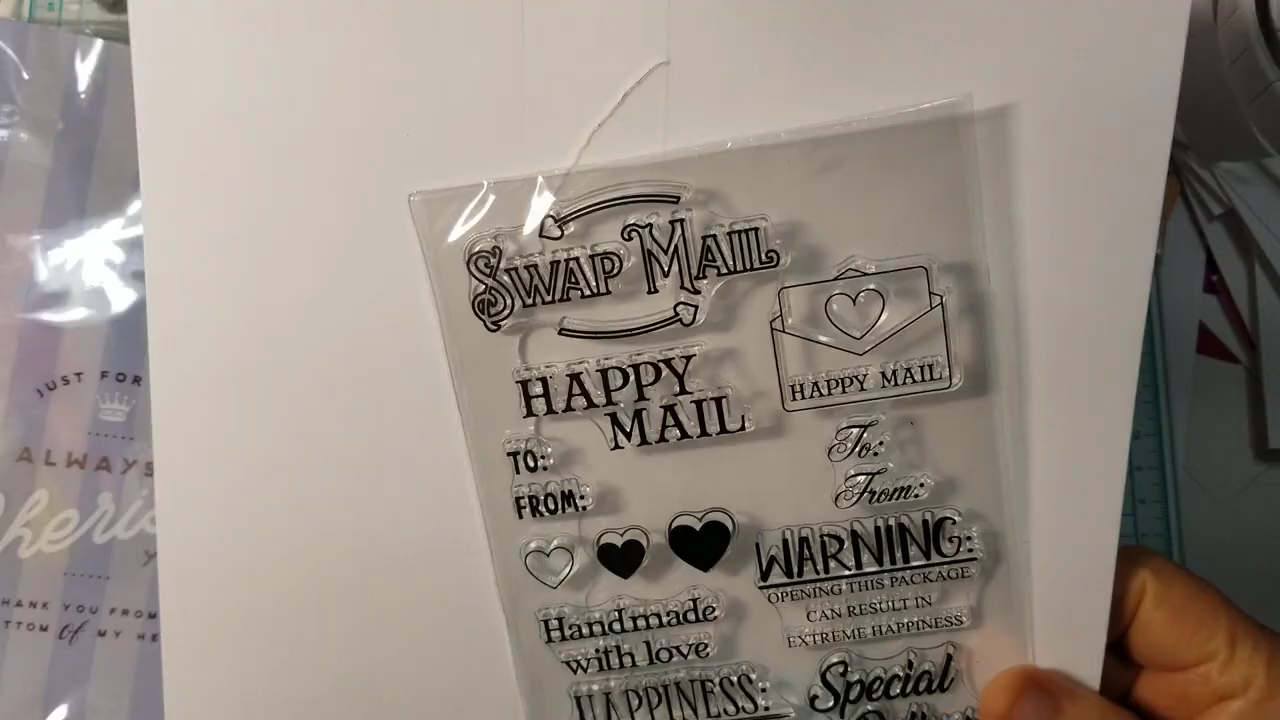 JUST FOR
ALWAYS
HANK YOU FROM
TTOM of MY HE
SWAP MAIL
HAPPY MAIL
HAPPY
MAIL
TO:
FROM:
To:
From:
WARNING:
OPENING THIS PACKAGE
CAN RESULT IN
EXTREME HAPPINESS
Handmade
with love
HAPPINESS:
Special